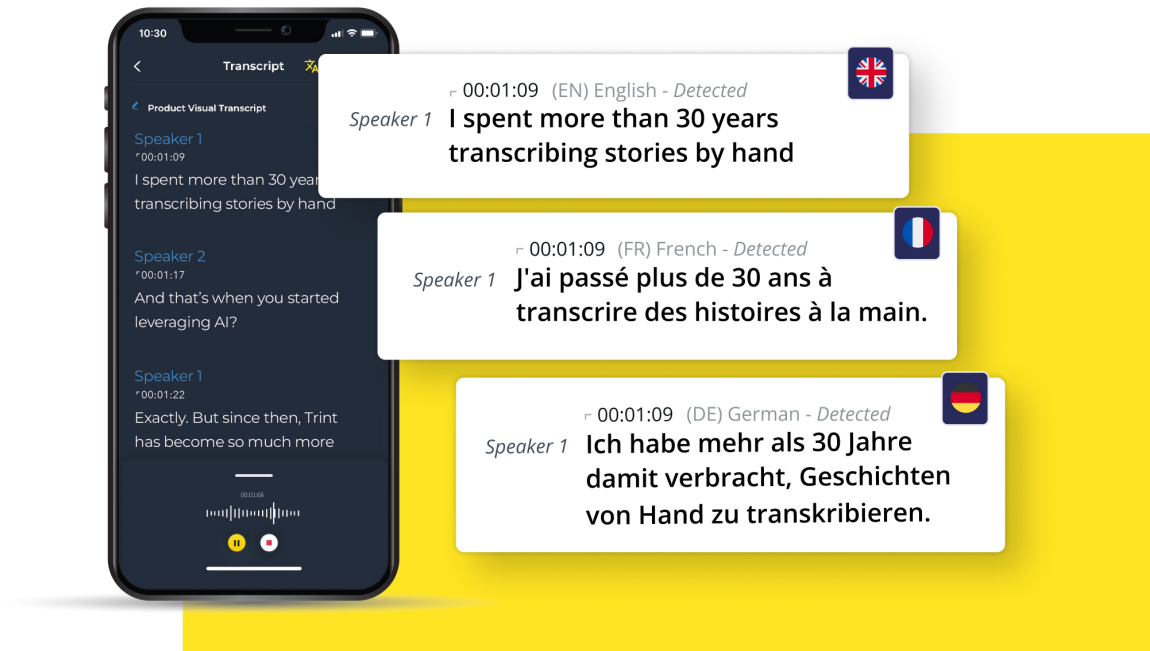 10:30
Transcript
Product Visual Transcript
Speaker 1
00:01:09
I spent more than 30 year
transcribing stories by hand
Speaker 2
00:01:17
And that's when you started
leveraging AI?
Speaker 1
00:01:22
Exactly. But since then, Trint
has become so much more
00:01:66
00:01:09 (EN) English - Detected
Speaker 1 I spent more than 30 years
transcribing stories by hand
00:01:09 (FR) French - Detected
Speaker 1 J'ai passé plus de 30 ans à
transcrire des histoires à la main.
00:01:09 (DE) German - Detected
Speaker 1 Ich habe mehr als 30 Jahre
damit verbracht, Geschichten
von Hand zu transkribieren.